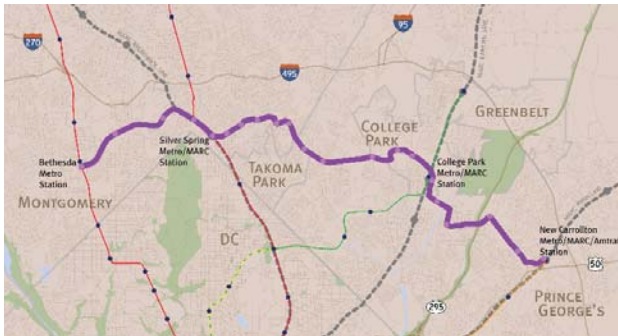 270
95
495
GREENBELT
COLLEGE
PARK
Silver Spring
Metro/MARC
Station
Bethesda
Metro
Station
TAKOMA
PARK
College Park
Metro/MARC
Station
MONTGOMERY
DC
New Carrollton
Metro/MARC/Amtrak
Station
50
295
PRINCE
GEORGE'S